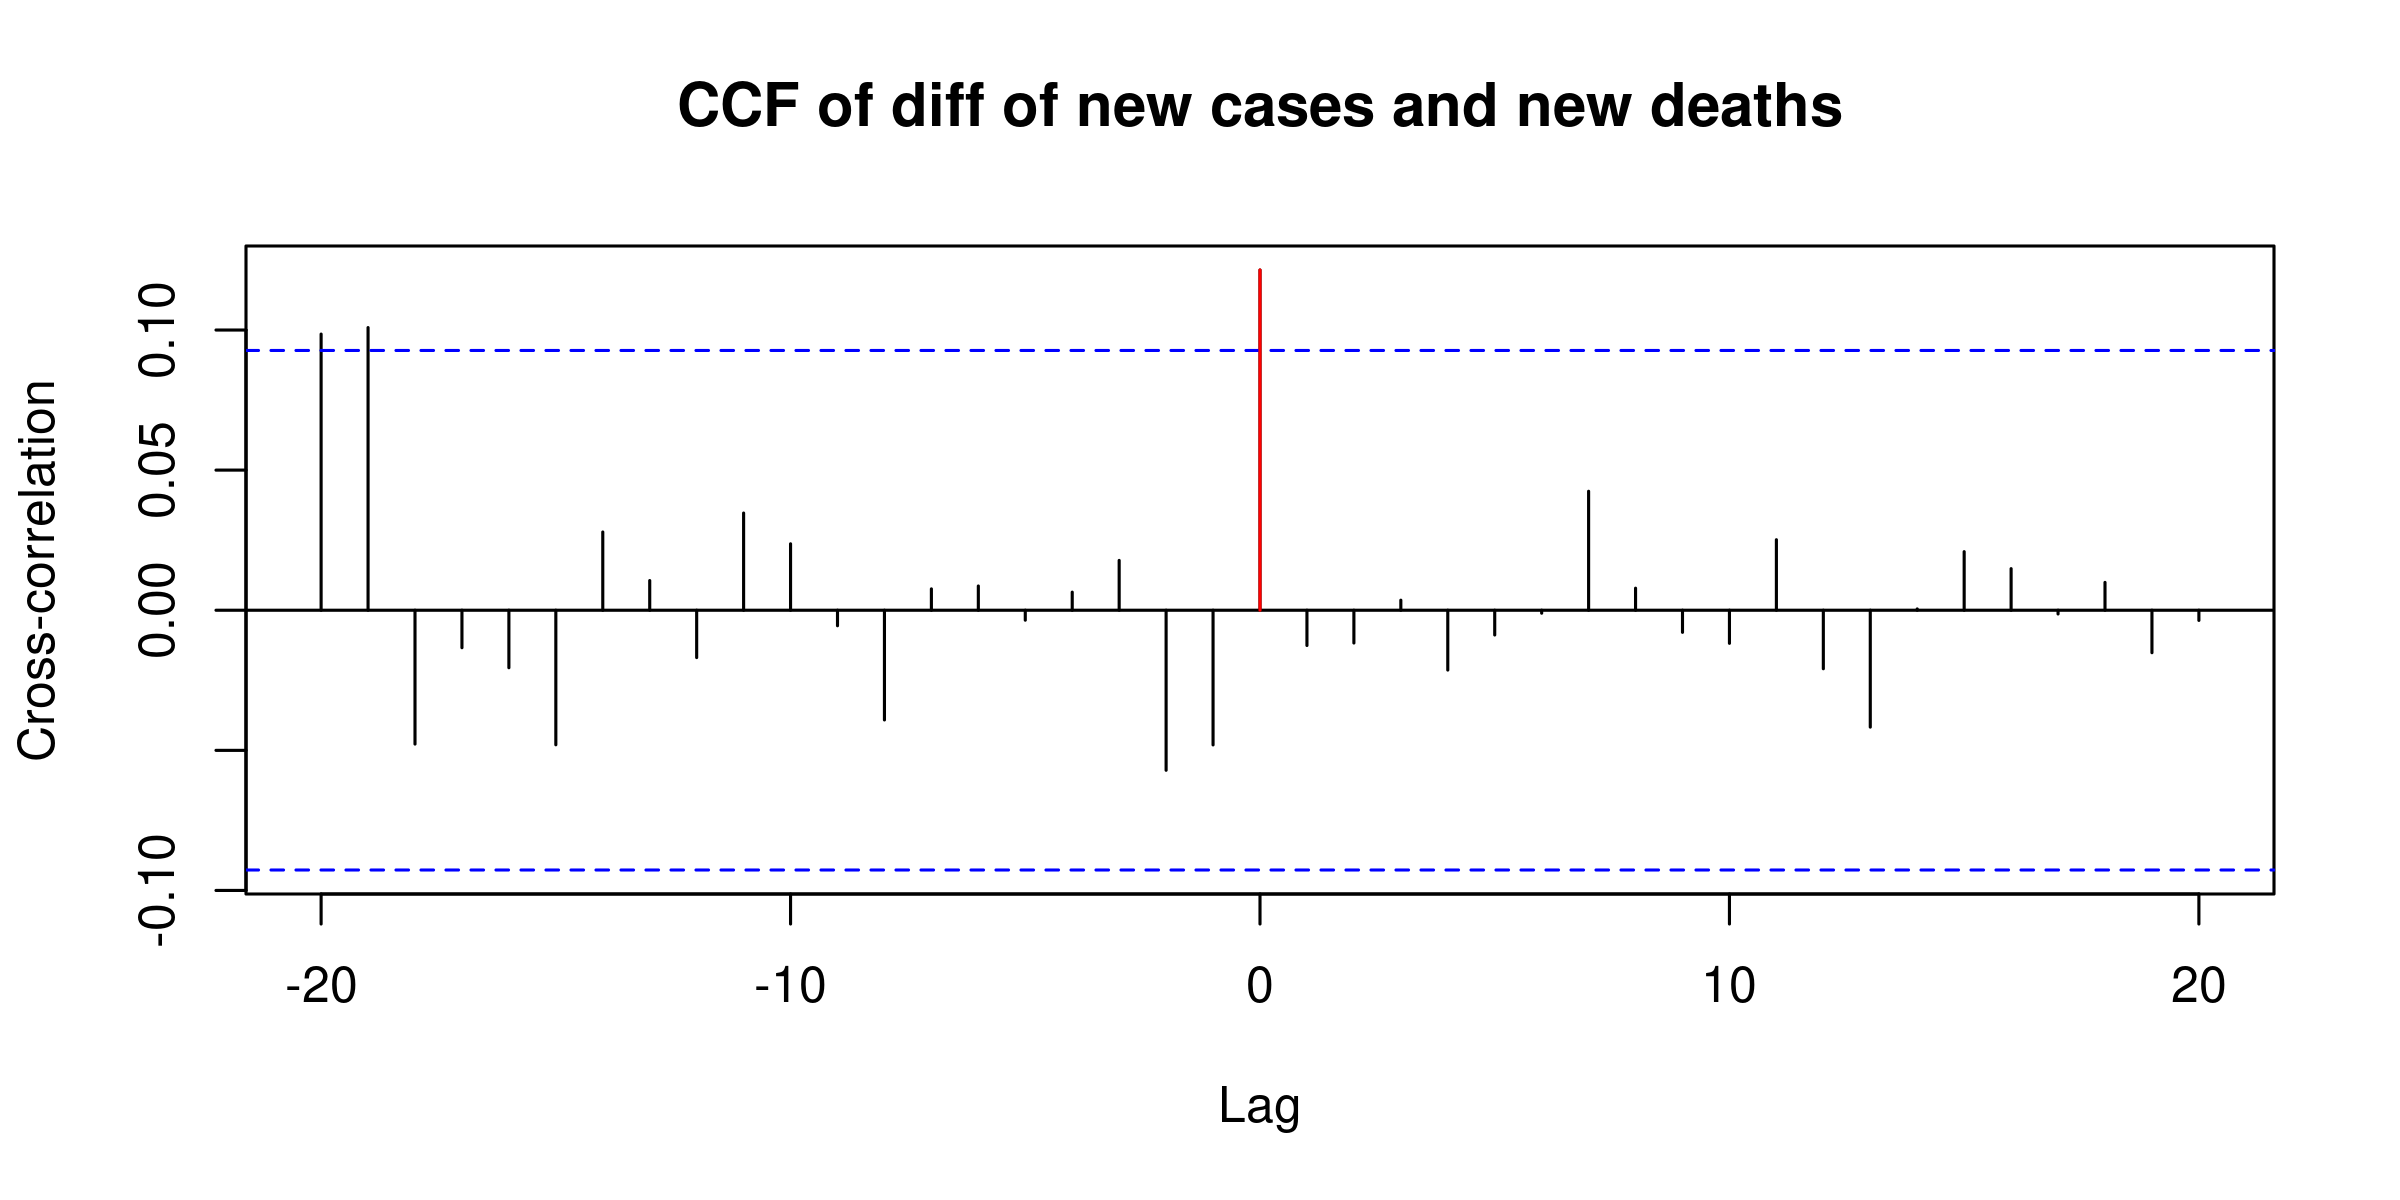 CCF of diff of new cases and new deaths
Cross-correlation
0.10
0.05
0.00
-0.10
-20 -10 0 10 20
Lag